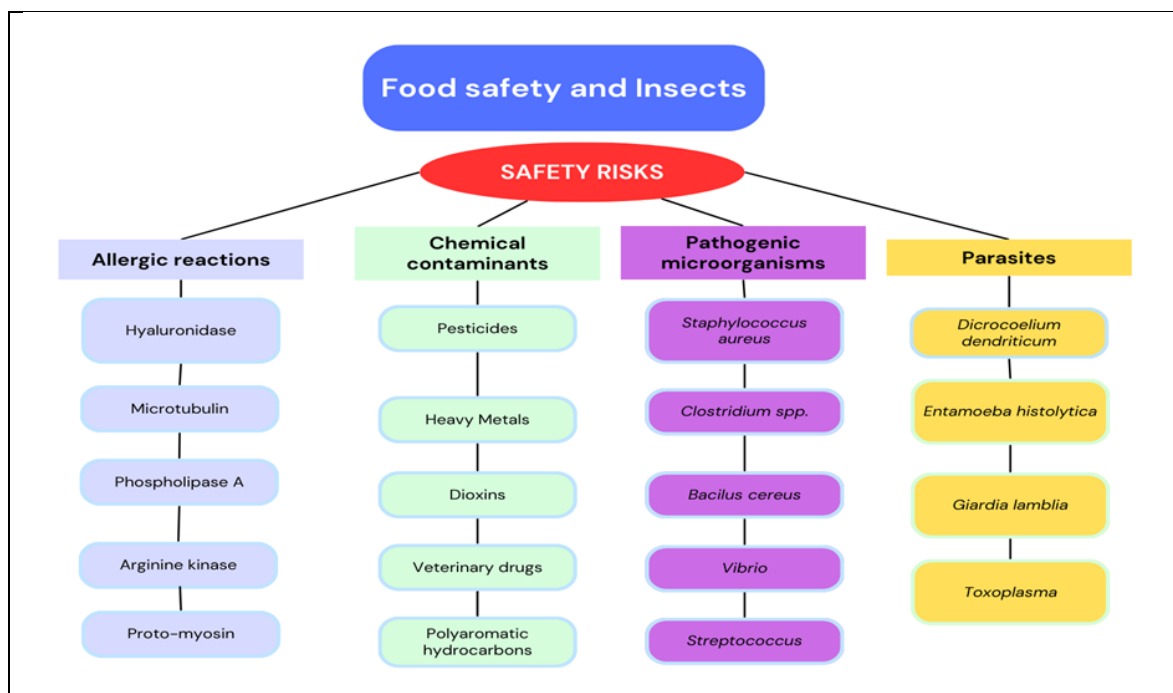 Food safety and Insects
SAFETY RISKS
Allergic reactions
Hyaluronidase
Microtubulin
Phospholipase A
Arginine kinase
Proto-myosin
Chemical
contaminants
Pesticides
Heavy Metals
Dioxins
Veterinary drugs
Polyaromatic
hydrocarbons
Pathogenic
microorganisms
Staphylococcus
aureus
Clostridium spp.
Bacilus cereus
Vibrio
Streptococcus
Parasites
Dicrocoelium
dendriticum
Entamoeba histolytica
Giardia lamblia
Toxoplasma